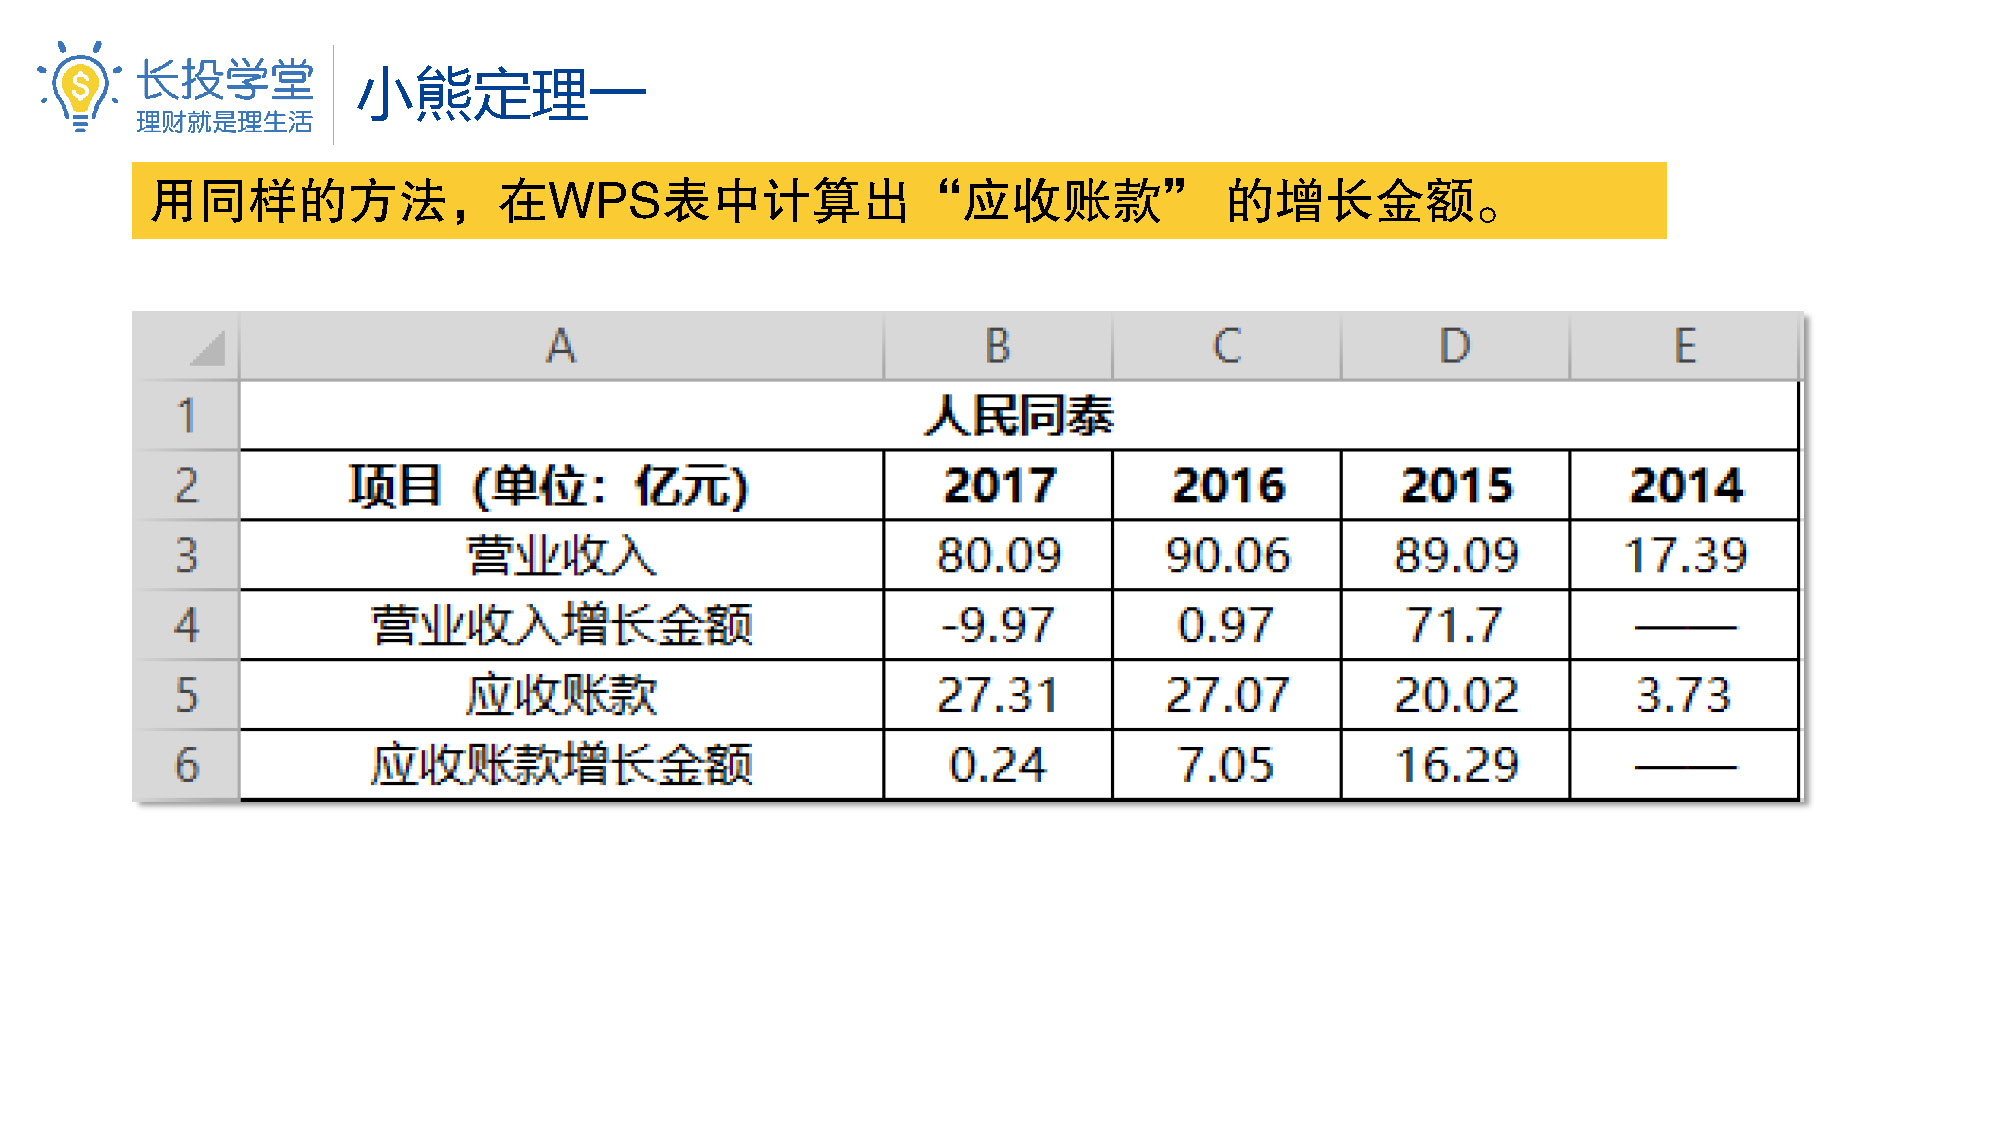 长投学堂
理财就是理生活
小熊定理一
用同样的方法，在WPS表中计算出“应收账款” 的增长金额。
A B C D E
1 人民同泰
2 项目（单位：亿元) 2017 2016 2015 2014
3 营业收入 80.09 90.06 89.09 17.39
4 营业收入增长金额 -9.97 0.97 71.7 ——
5 应收账款 27.31 27.07 20.02 3.73
6 应收账款增长金额 0.24 7.05 16.29 ——